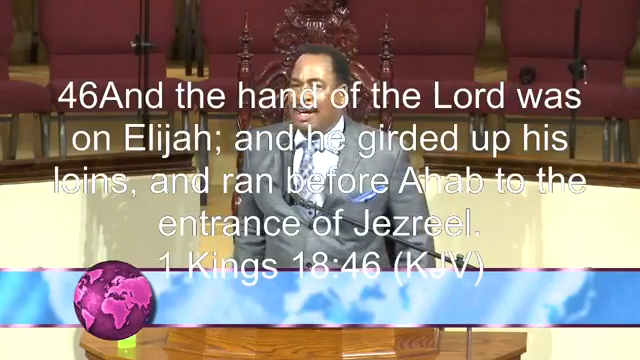 46And the hand of the Lord was
on Elijah; and he girded up his
loins, and ran before Ahab to the
entrance of Jezreel.
1 Kings 18:46 (KJV)